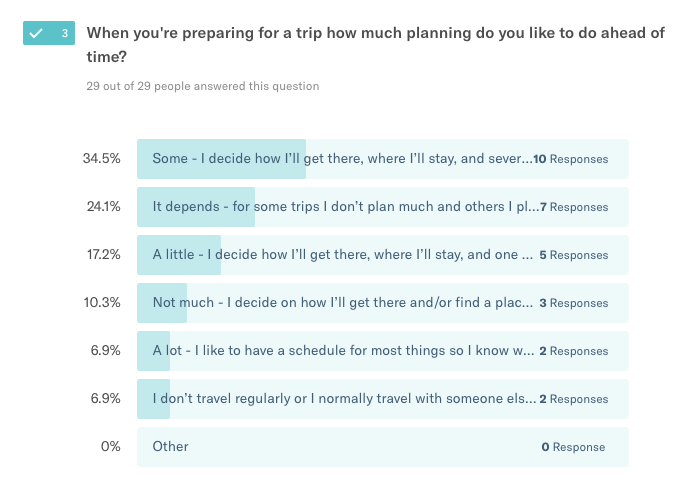 3
When you're preparing for a trip how much planning do you like to do ahead of
time?
29 out of 29 people answered this question
34.5% Some - I decide how I’ll get there, where I’ll stay, and sever...10 Responses
24.1% It depends - for some trips I don’t plan much and others I pl...7 Responses
17.2% A little - I decide how I’ll get there, where I’ll stay, and one ... 5 Responses
10.3% Not much - I decide on how I’ll get there and/or find a plac... 3 Responses
6.9% A lot - I like to have a schedule for most things so I know w... 2 Responses
6.9% I don’t travel regularly or I normally travel with someone els... 2 Responses
0% Other 0 Response